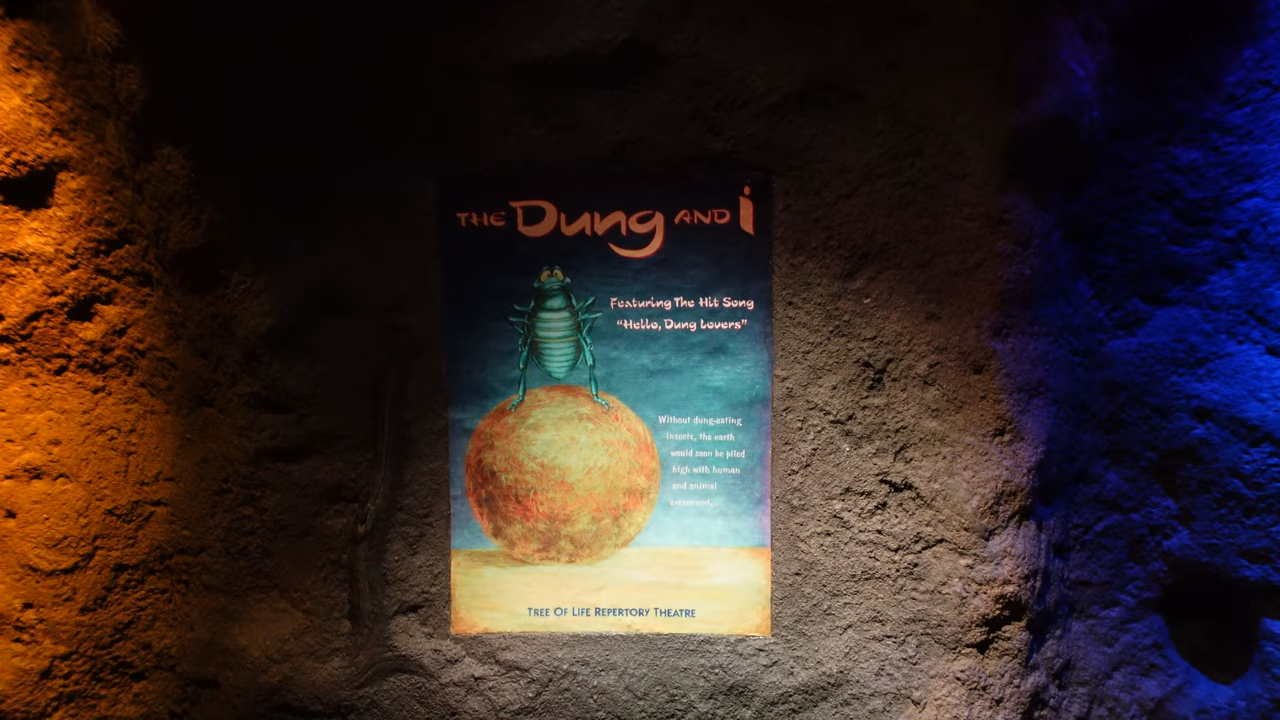 THE Dung AND i
Featuring The Hit Song
“Hello, Dung Lovers”
Without dung-eating
insects, the earth
would soon be piled
high with human
and animal
excrement.
TREE OF LIFE REPERTORY THEATRE